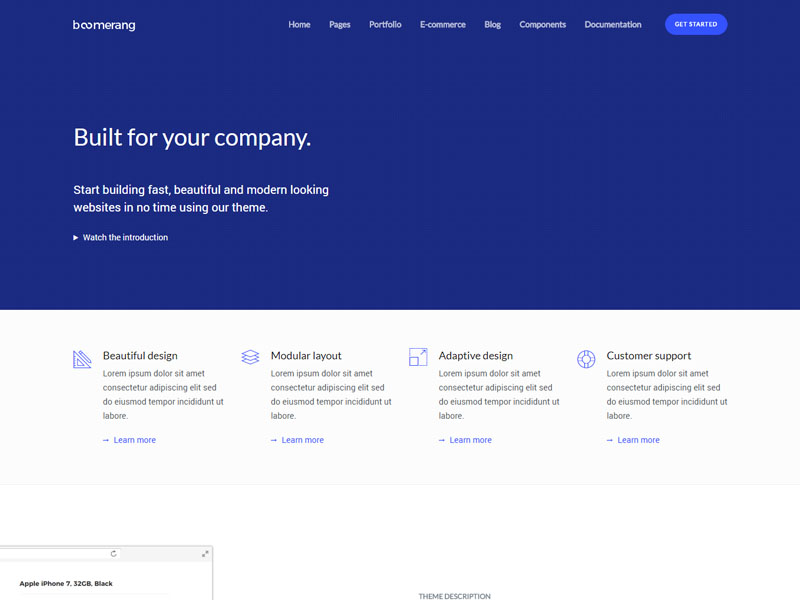 boomerang
Home Pages Portfolio E-commerce Blog Components Documentation GET STARTED
Built for your company.
Start building fast, beautiful and modern looking
websites in no time using our theme.
Watch the introduction
Beautiful design
Lorem ipsum dolor sit amet
consectetur adipiscing elit sed
do eiusmod tempor incididunt ut
labore.
→ Learn more
Modular layout
Lorem ipsum dolor sit amet
consectetur adipiscing elit sed
do eiusmod tempor incididunt ut
labore.
→ Learn more
Adaptive design
Lorem ipsum dolor sit amet
consectetur adipiscing elit sed
do eiusmod tempor incididunt ut
labore.
→ Learn more
Customer support
Lorem ipsum dolor sit amet
consectetur adipiscing elit sed
do eiusmod tempor incididunt ut
labore.
→ Learn more
Apple iPhone 7, 32GB, Black
THEME DESCRIPTION